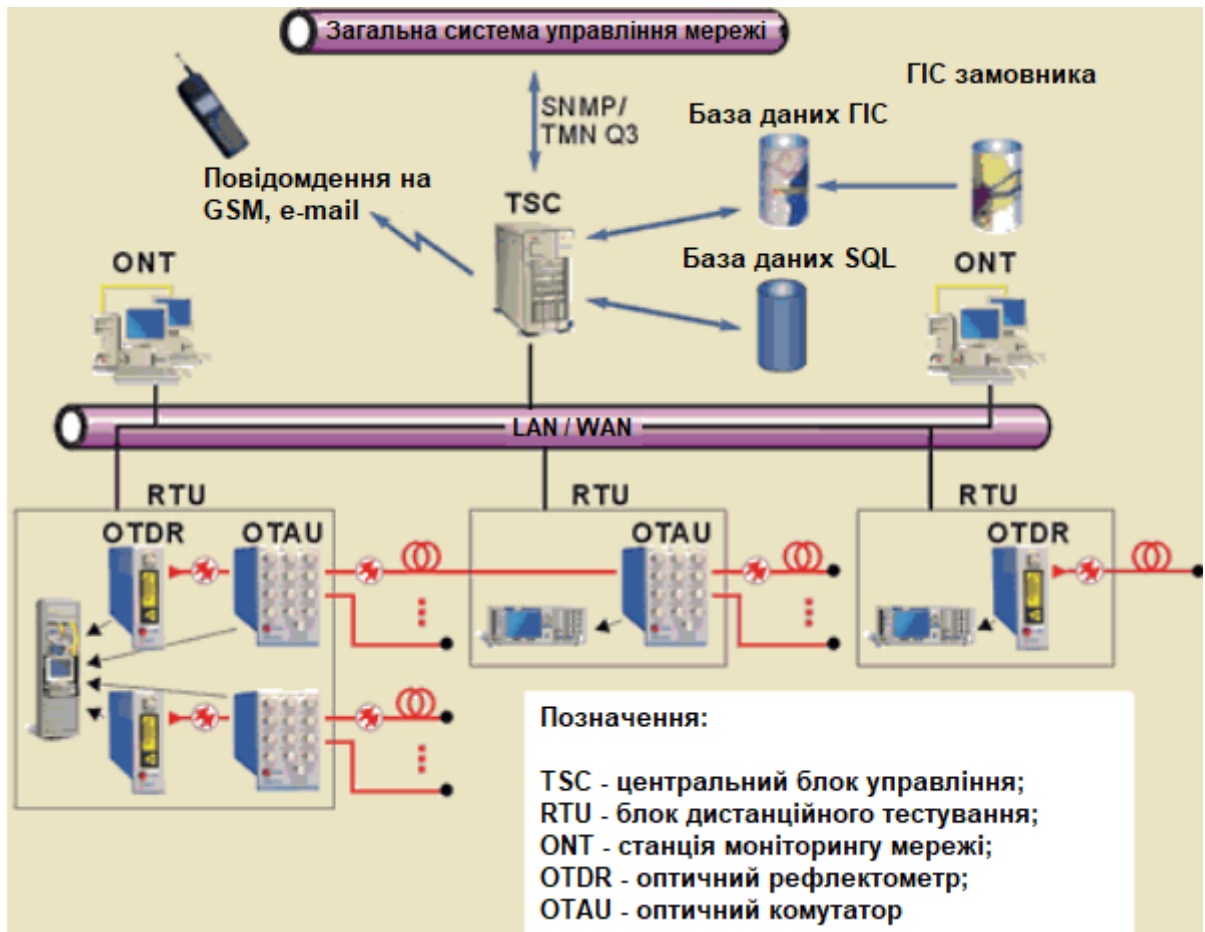 Загальна система управління мережі
ГІС замовника
SNMP/
TMN Q3
База даних ГІС
Повідомдення на
GSM, e-mail
TSC
ONT
База даних SQL
ONT
LAN / WAN
RTU
RTU
RTU
OTDR
OTAU
OTAU
OTDR
Позначення:
TSC - центральний блок управління;
RTU - блок дистанційного тестування;
ONT - станція моніторингу мережі;
OTDR - оптичний рефлектометр;
OTAU - оптичний комутатор